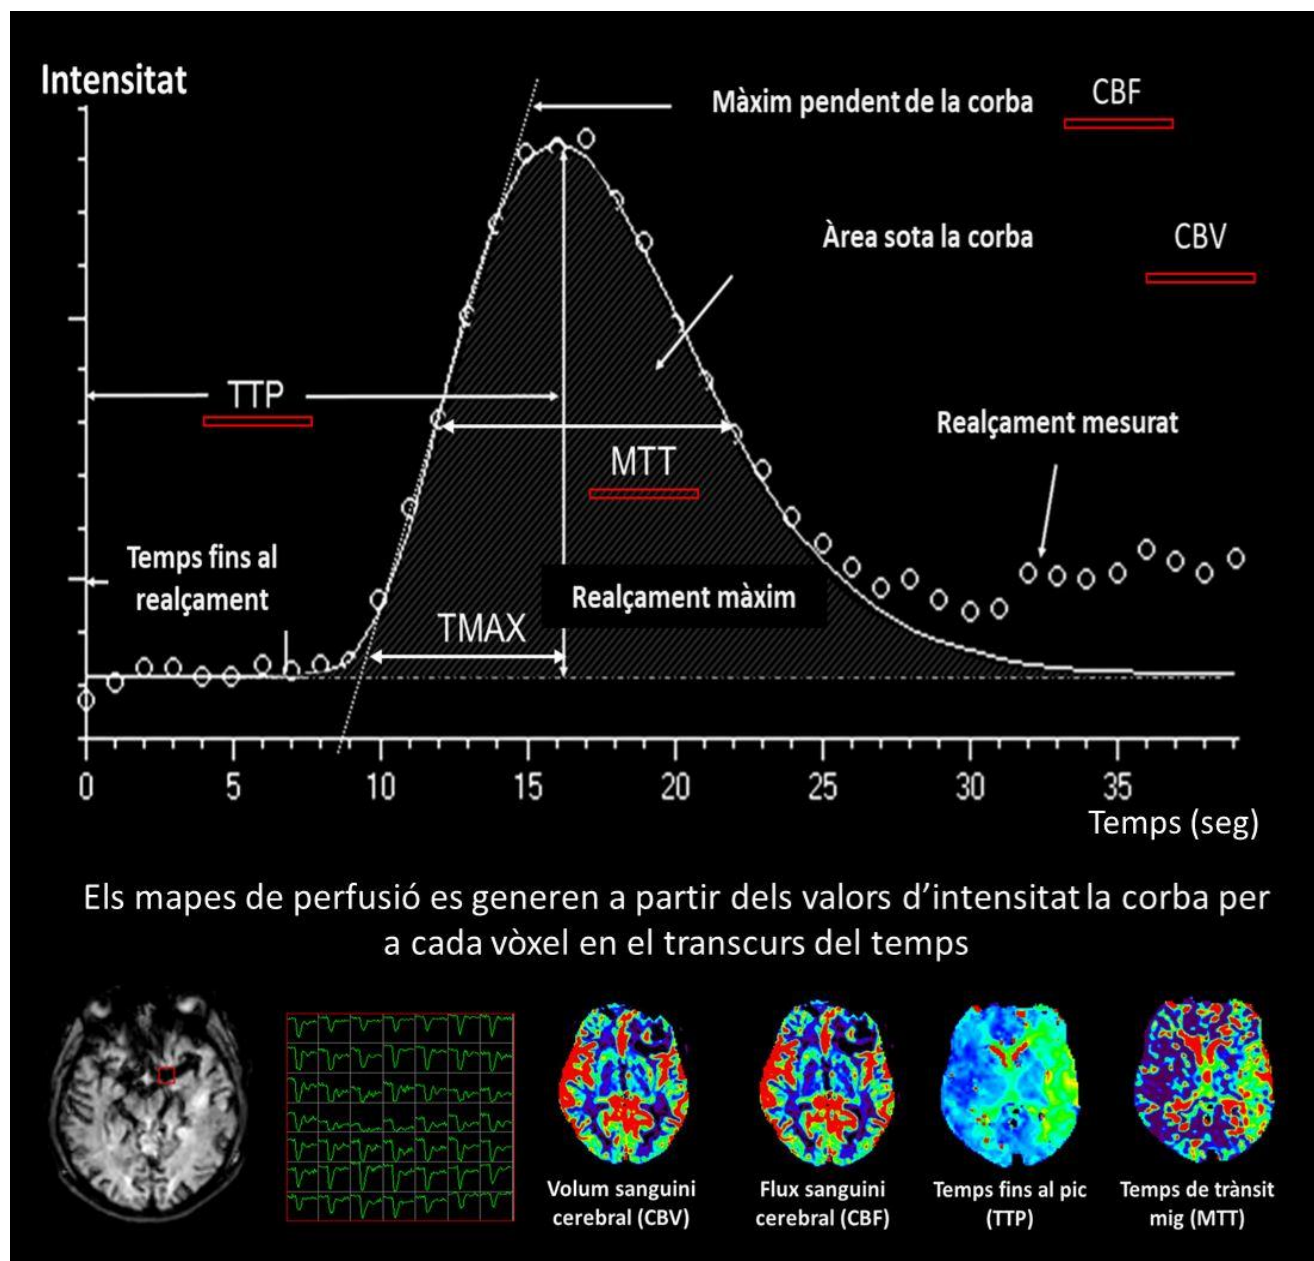 Intensitat
Màxim pendent de la corba
CBF
Àrea sota la corba
CBV
TTP
Realçament mesurat
MTT
Temps fins al
realçament
Realçament màxim
TMAX
0 5 10 15 20 25 30 35
Temps (seg)
Els mapes de perfusió es generen a partir dels valors d’intensitat la corba per
a cada vòxel en el transcurs del temps
Volum sanguini
cerebral (CBV)
Flux sanguini
cerebral (CBF)
Temps fins al pic
(TTP)
Temps de trànsit
mig (MTT)